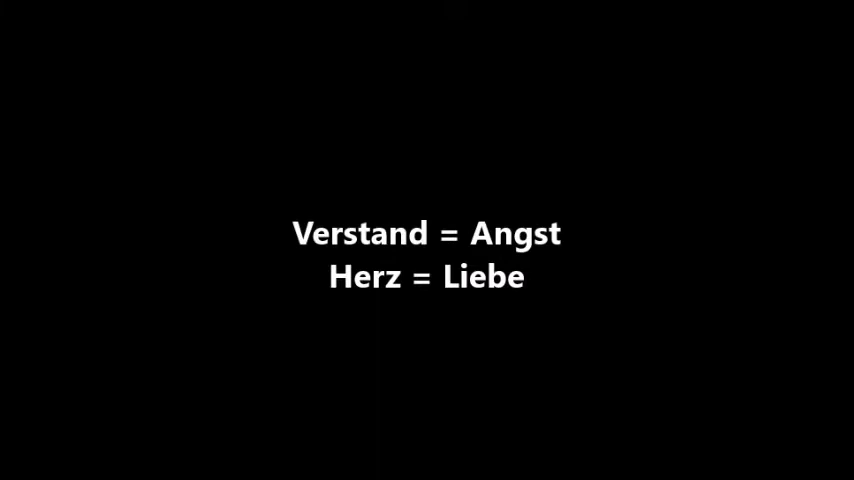 Verstand = Angst
Herz = Liebe